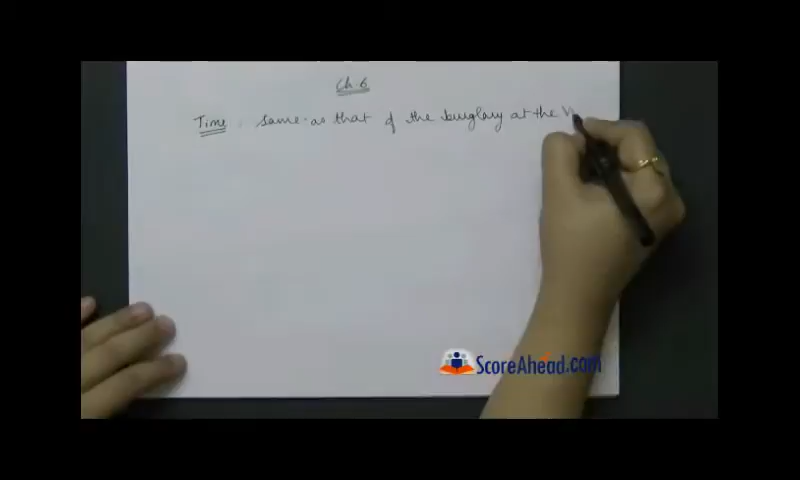 Ch 6
Time : Same as that of the burglary at the
ScoreAhead.com